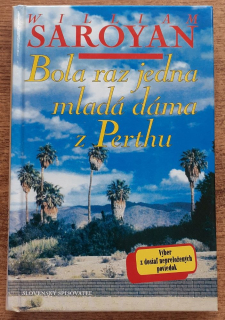 WILLIAM
SAROYAN
Bola raz jedna
mladá dáma
z Perthu
Výber
z dosiaľ nepreložených
poviedok
SLOVENSKÝ SPISOVATEĽ